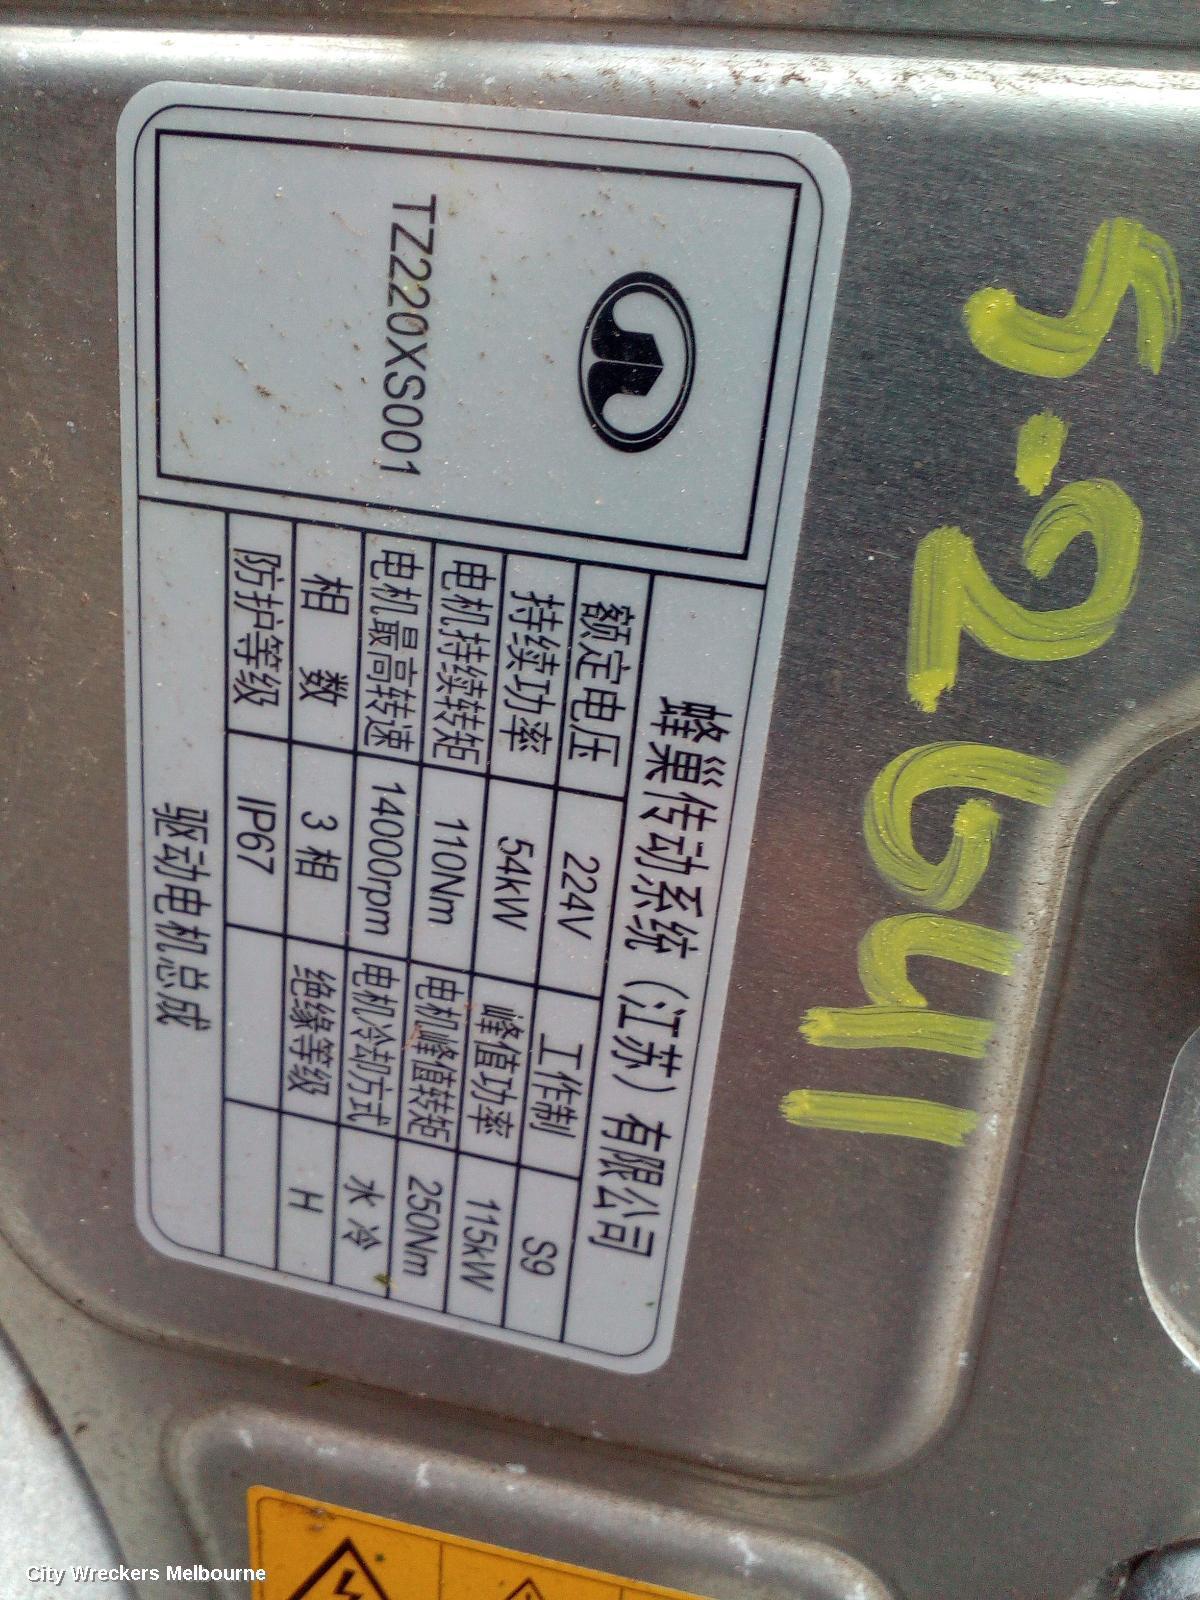 TZ220XS001
蜂巢传动系统（江苏）有限公司
额定电压 224V 工作制 S9
持续功率 54kW 峰值功率 115kW
电机持续转矩 110Nm 电机峰值转矩 250Nm
电机最高转速 14000rpm 电机冷却方式 水冷
相数 3相 绝缘等级 H
防护等级 IP67
驱动电机总成
City Wreckers Melbourne